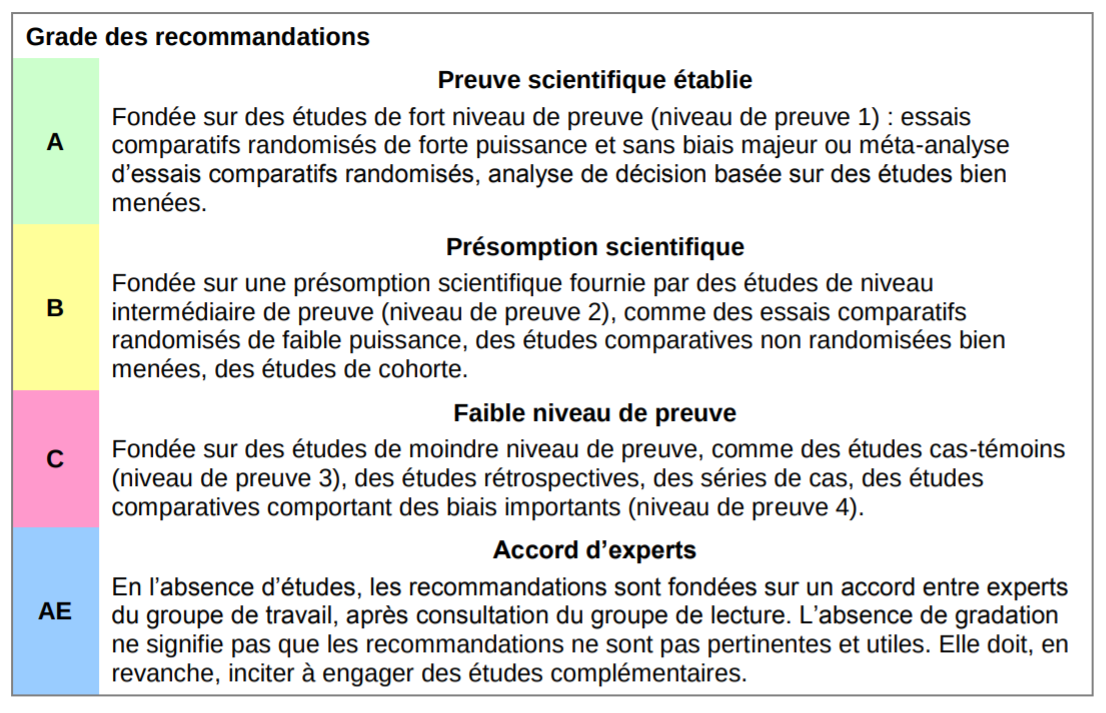 Grade des recommandations
Preuve scientifique établie
A
Fondée sur des études de fort niveau de preuve (niveau de preuve 1) : essais
comparatifs randomisés de forte puissance et sans biais majeur ou méta-analyse
d’essais comparatifs randomisés, analyse de décision basée sur des études bien
menées.
Présomption scientifique
B
Fondée sur une présomption scientifique fournie par des études de niveau
intermédiaire de preuve (niveau de preuve 2), comme des essais comparatifs
randomisés de faible puissance, des études comparatives non randomisées bien
menées, des études de cohorte.
Faible niveau de preuve
C
Fondée sur des études de moindre niveau de preuve, comme des études cas-témoins
(niveau de preuve 3), des études rétrospectives, des séries de cas, des études
comparatives comportant des biais importants (niveau de preuve 4).
Accord d’experts
AE
En l’absence d’études, les recommandations sont fondées sur un accord entre experts
du groupe de travail, après consultation du groupe de lecture. L’absence de gradation
ne signifie pas que les recommandations ne sont pas pertinentes et utiles. Elle doit, en
revanche, inciter à engager des études complémentaires.